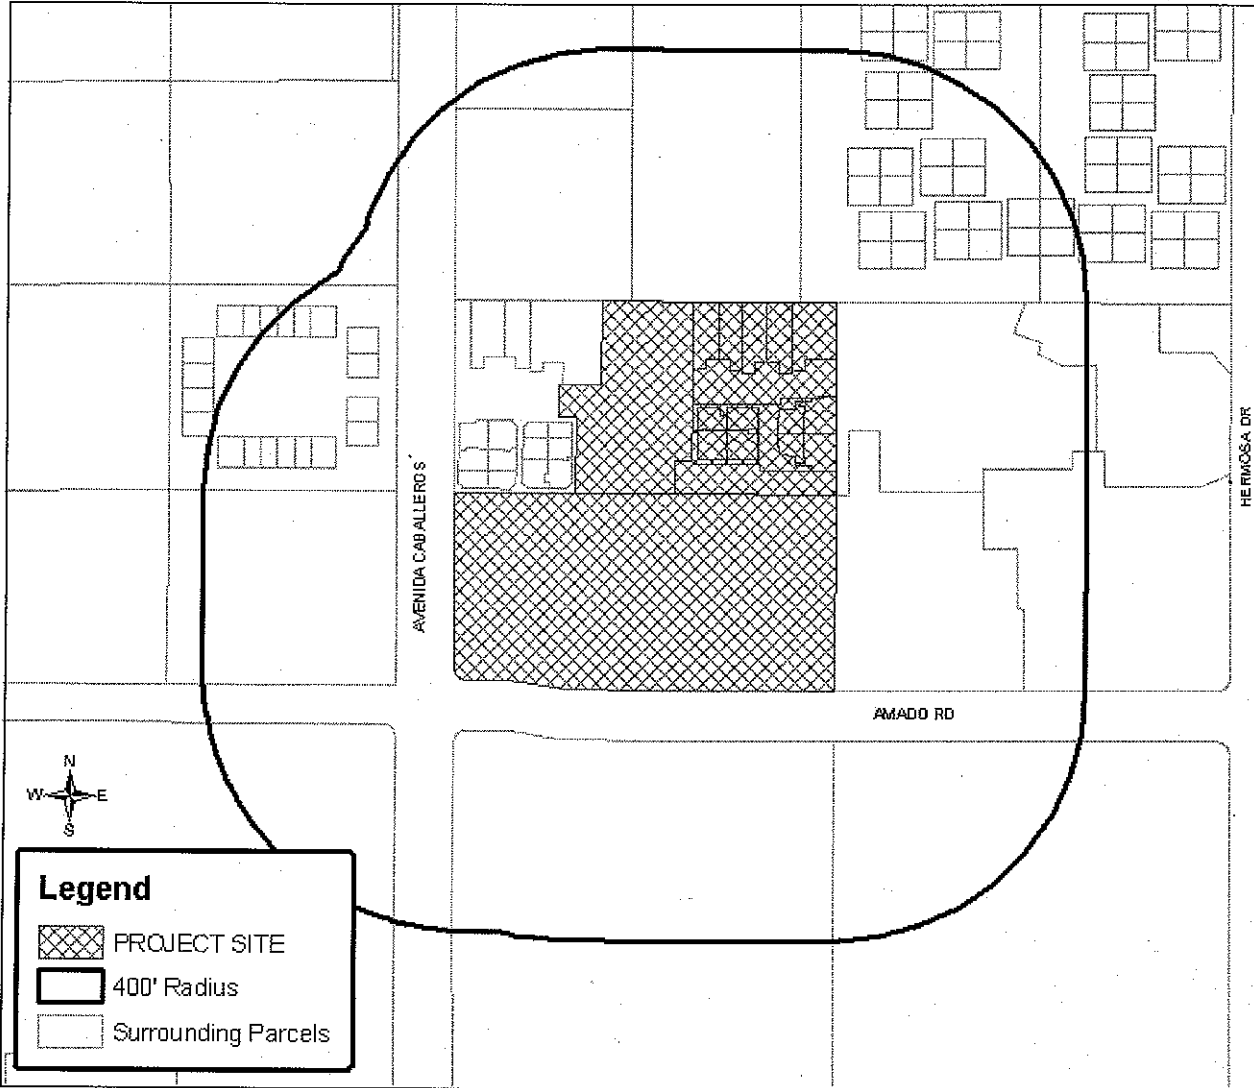 AVENIDA CABALLEROS
HERMOSA DR
AMADO RD
N
W E
S
Legend
PROJECT SITE
400' Radius
Surrounding Parcels